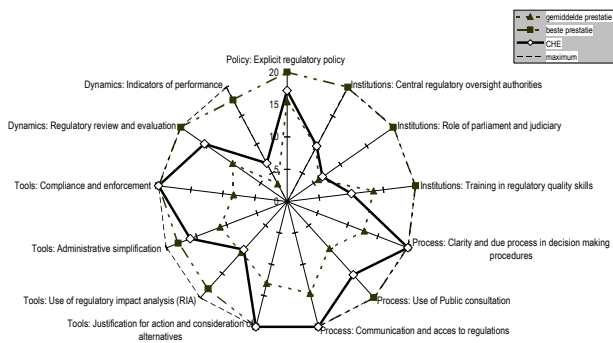 gemiddelde prestatie
beste prestatie
CHE
maximum
Policy: Explicit regulatory policy
Dynamics: Indicators of performance
Institutions: Central regulatory oversight authorities
Dynamics: Regulatory review and evaluation
Institutions: Role of parliament and judiciary
Tools: Compliance and enforcement
Institutions: Training in regulatory quality skills
Tools: Administrative simplification
Process: Clarity and due process in decision making
procedures
Tools: Use of regulatory impact analysis (RIA)
Process: Use of Public consultation
Tools: Justification for action and consideration o
alternatives
Process: Communication and acces to regulations
20
15
10
5
0